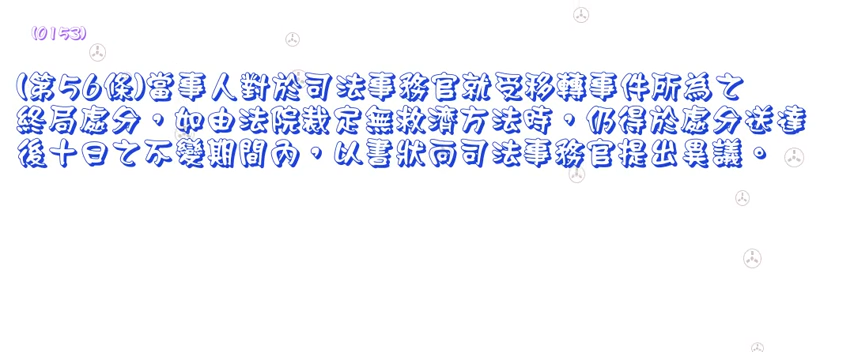 (0153)
(第56條)當事人對於司法事務官就受移轉事件所為之
終局處分，如由法院裁定無救濟方法時，仍得於處分送達
後十日之不變期間內，以書狀向司法事務官提出異議。